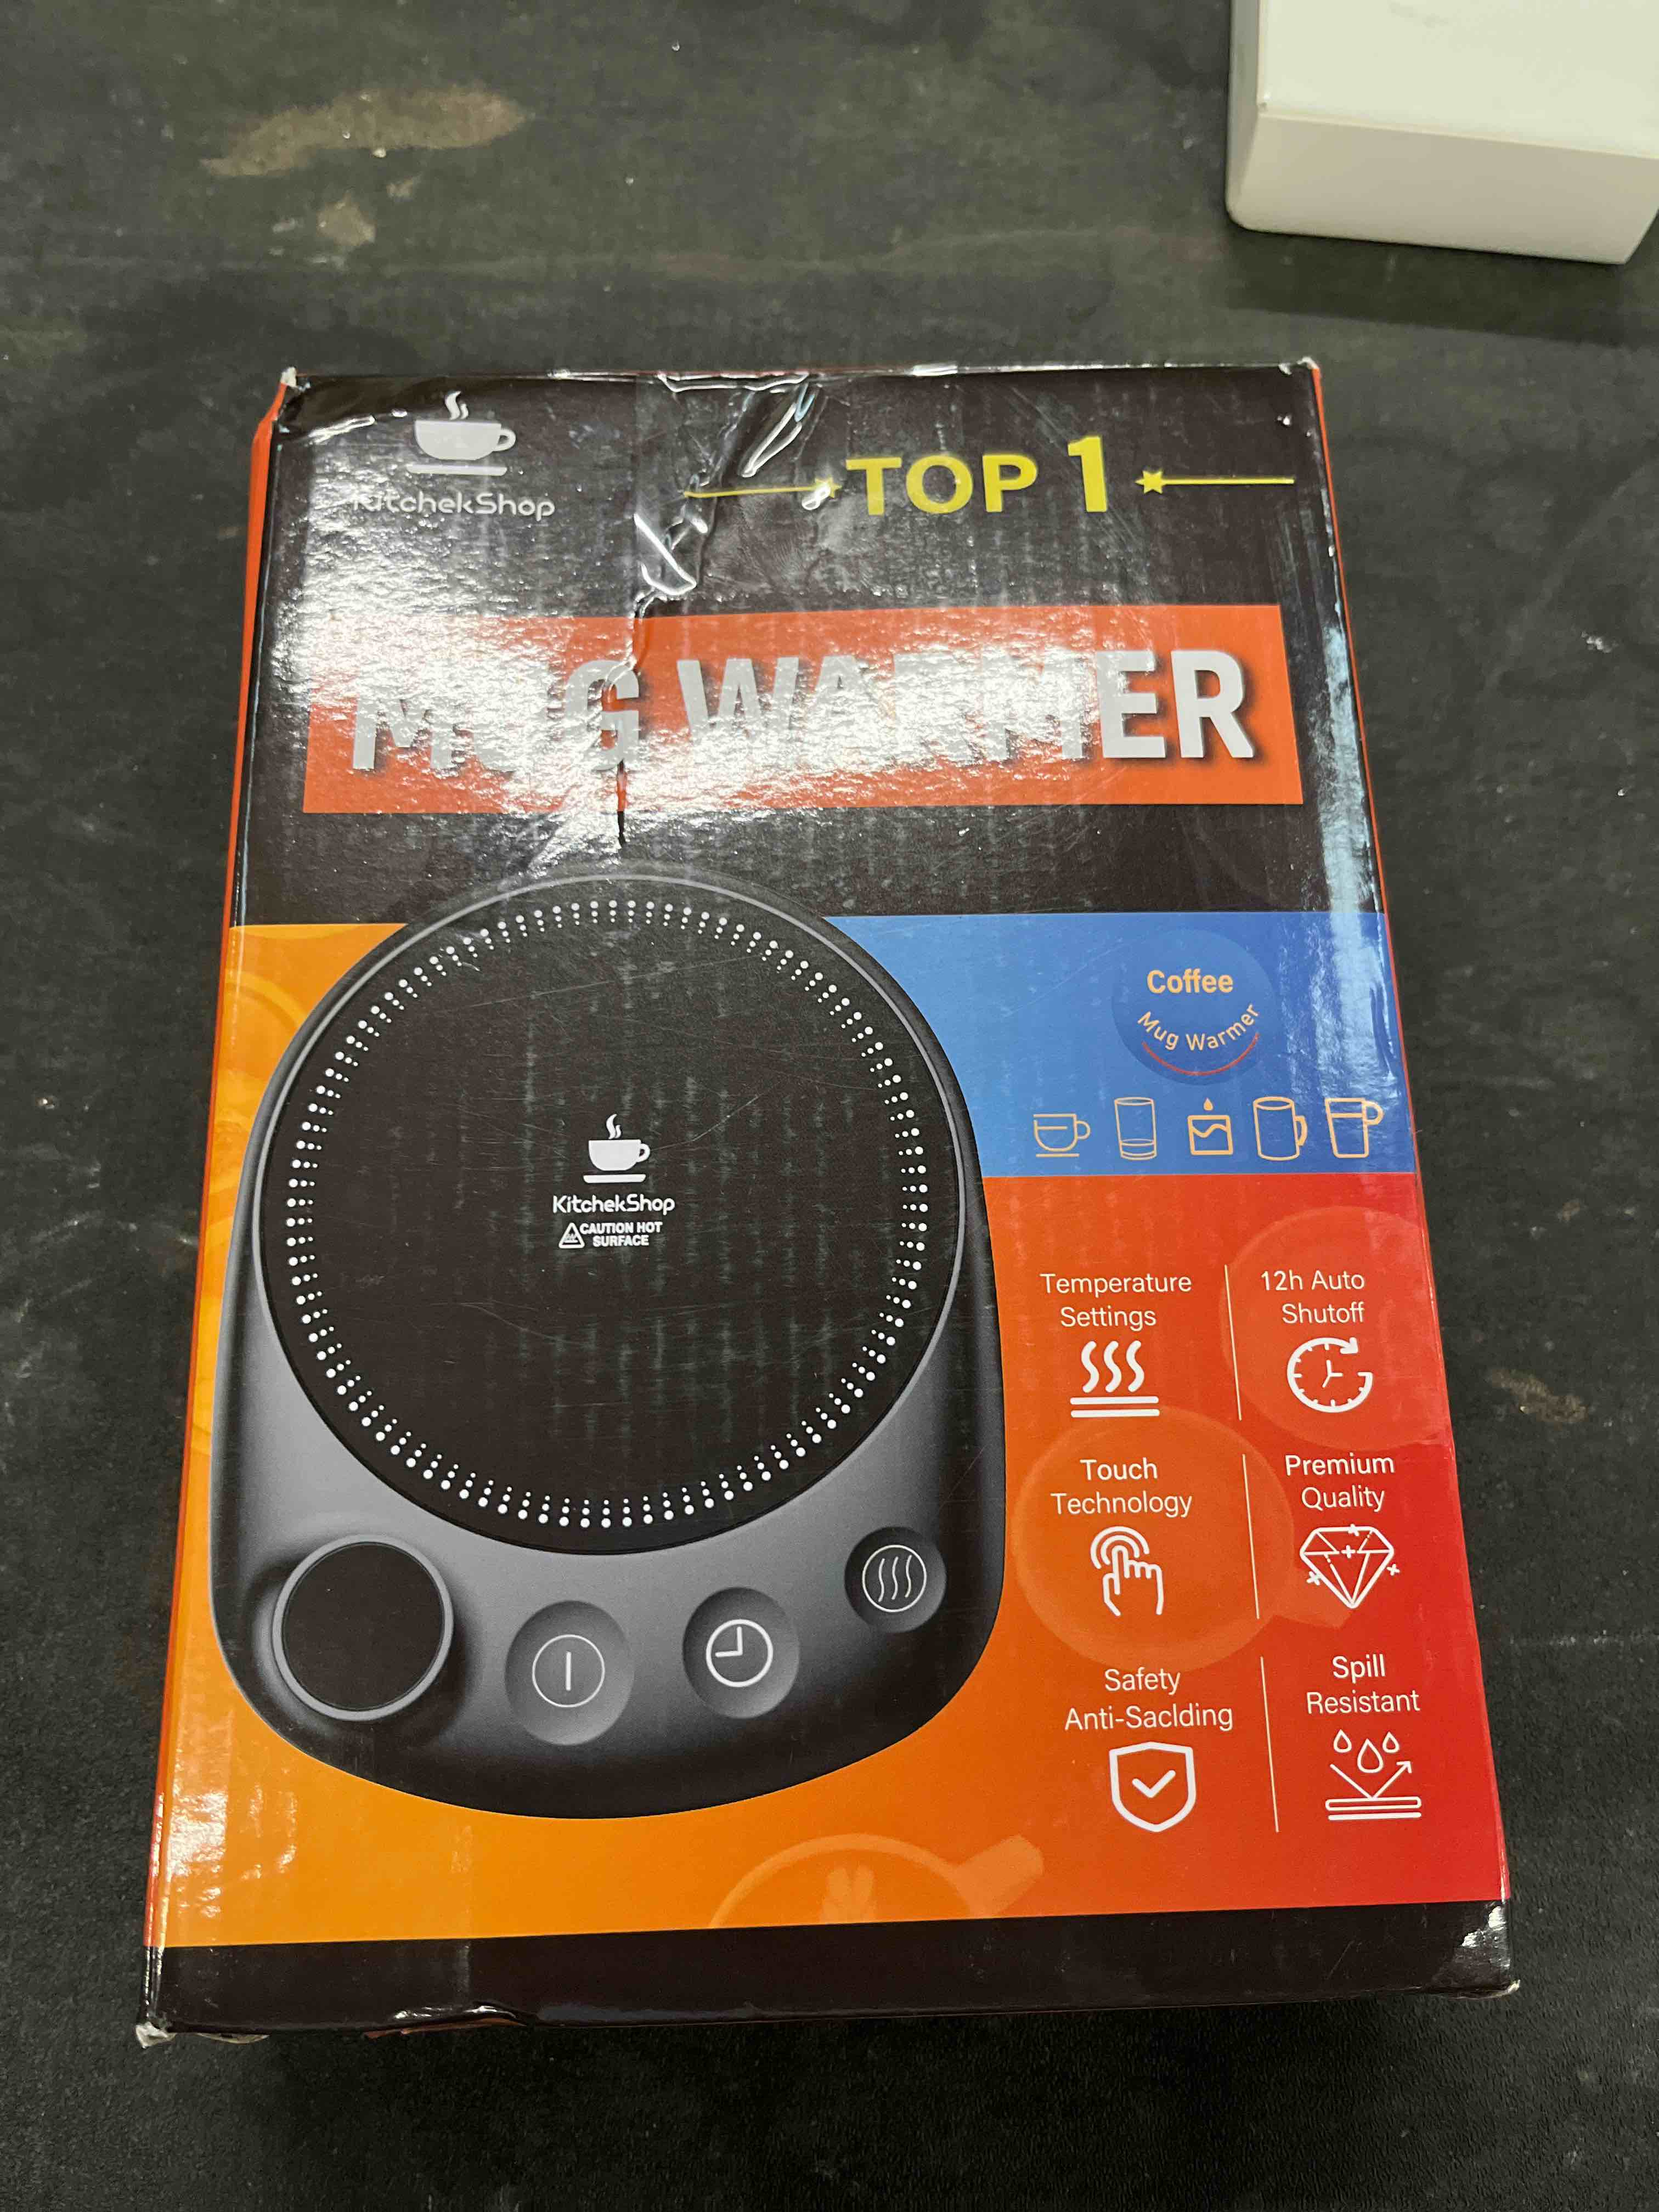 KitchekShop
TOP 1
MUG WARMER
Coffee
Mug Warmer
KitchekShop
CAUTION HOT
SURFACE
Temperature
Settings
12h Auto
Shutoff
Touch
Technology
Premium
Quality
Safety
Anti-Saclding
Spill
Resistant